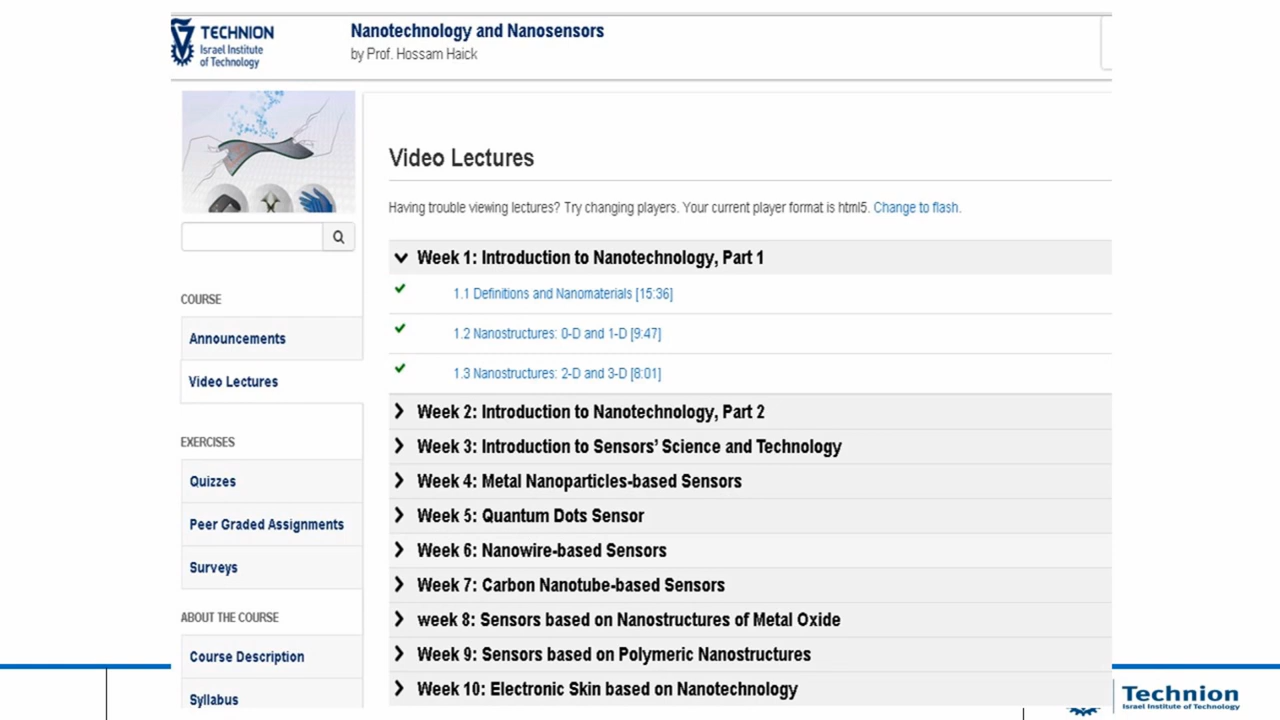 TECHNION
Israel Institute
of Technology
Nanotechnology and Nanosensors
by Prof. Hossam Haick
COURSE
Announcements
Video Lectures
EXERCISES
Quizzes
Peer Graded Assignments
Surveys
ABOUT THE COURSE
Course Description
Syllabus
Video Lectures
Having trouble viewing lectures? Try changing players. Your current player format is html5. Change to flash.
Week 1: Introduction to Nanotechnology, Part 1
1.1 Definitions and Nanomaterials [15:36]
1.2 Nanostructures: 0-D and 1-D [9:47]
1.3 Nanostructures: 2-D and 3-D [8:01]
Week 2: Introduction to Nanotechnology, Part 2
Week 3: Introduction to Sensors’ Science and Technology
Week 4: Metal Nanoparticles-based Sensors
Week 5: Quantum Dots Sensor
Week 6: Nanowire-based Sensors
Week 7: Carbon Nanotube-based Sensors
week 8: Sensors based on Nanostructures of Metal Oxide
Week 9: Sensors based on Polymeric Nanostructures
Week 10: Electronic Skin based on Nanotechnology
Technion
Israel Institute of Technology